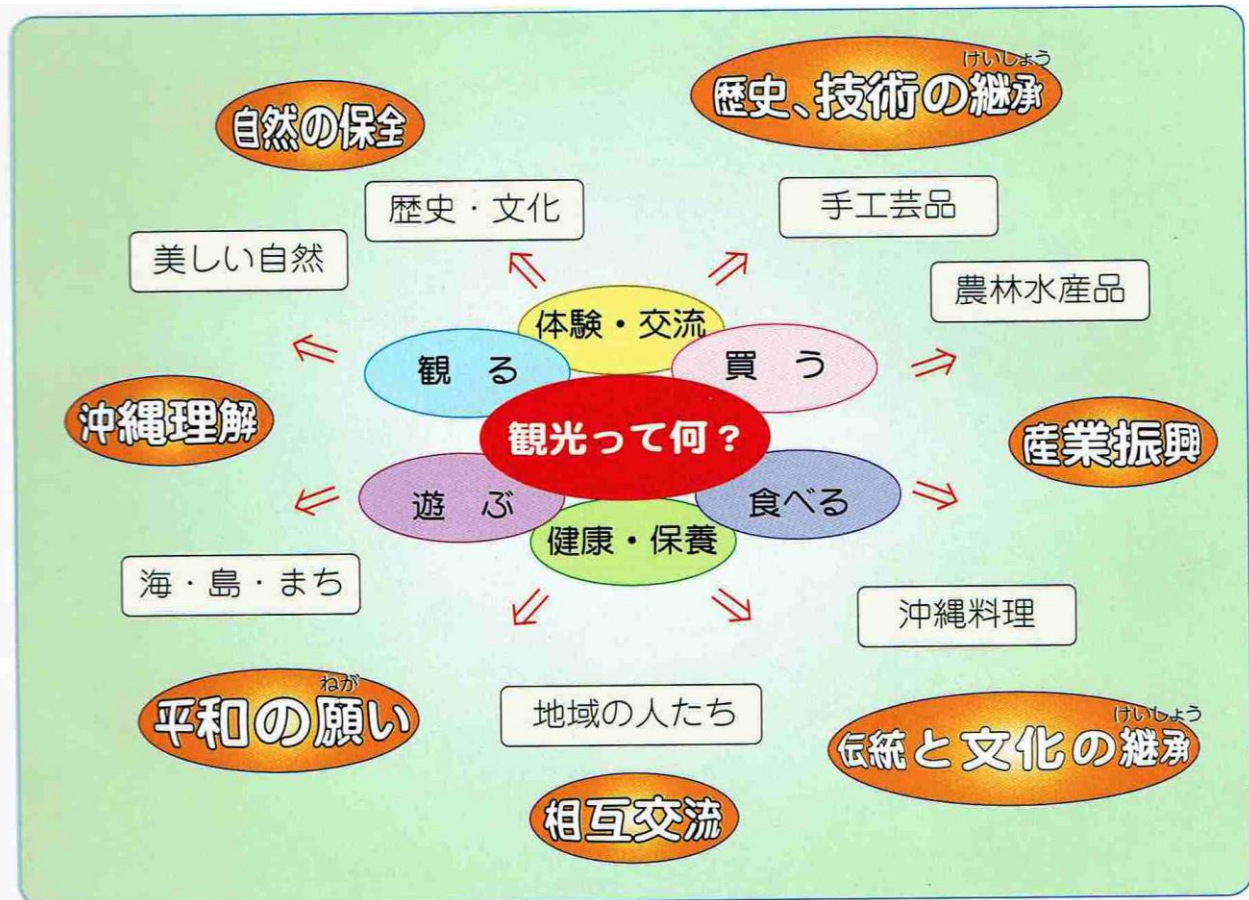 けいしょう
歴史、技術の継承
自然の保全
歴史・文化
手工芸品
美しい自然
農林水産品
体験・交流
観 る
買 う
沖縄理解
観光って何?
産業振興
遊 ぶ
食べる
健康・保養
海・島・まち
沖縄料理
ねが
平和の願い
地域の人たち
けいしょう
伝統と文化の継承
相互交流